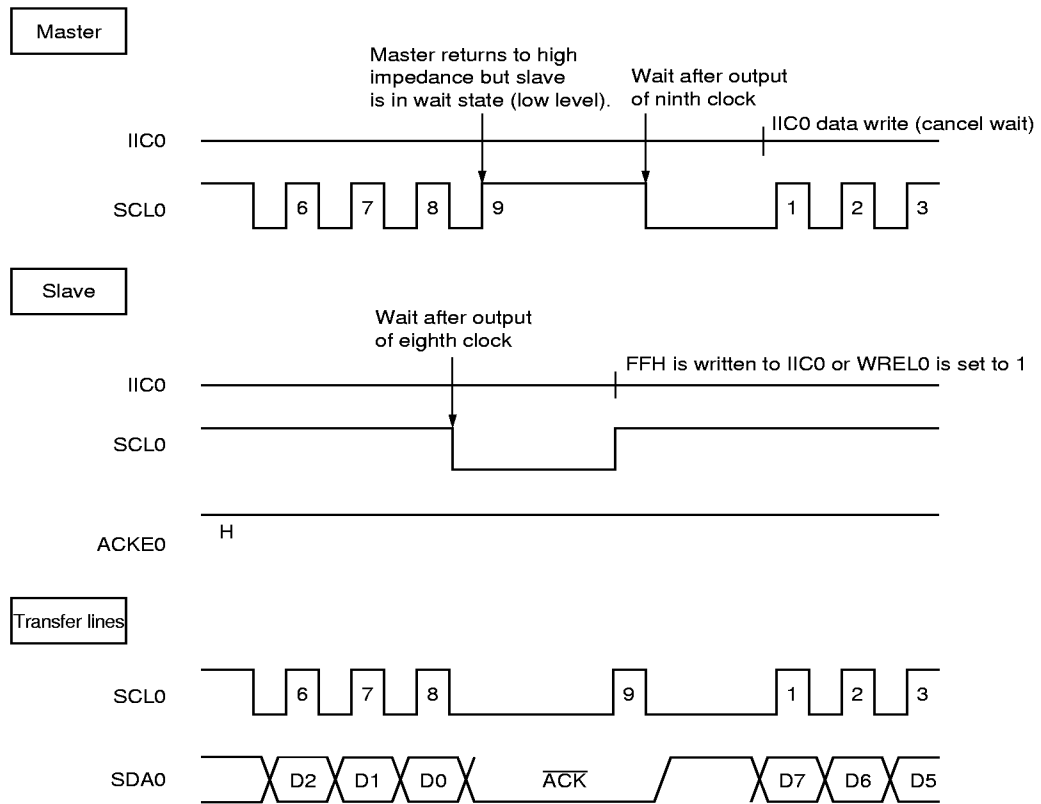 Master
Master returns to high
impedance but slave
is in wait state (low level).
Wait after output
of ninth clock
IIC0 data write (cancel wait)
IIC0
SCL0
6 7 8 9 1 2 3
Slave
Wait after output
of eighth clock
FFH is written to IIC0 or WREL0 is set to 1
IIC0
SCL0
H
ACKE0
Transfer lines
SCL0
6 7 8 9 1 2 3
SDA0
D2 D1 D0 ACK D7 D6 D5